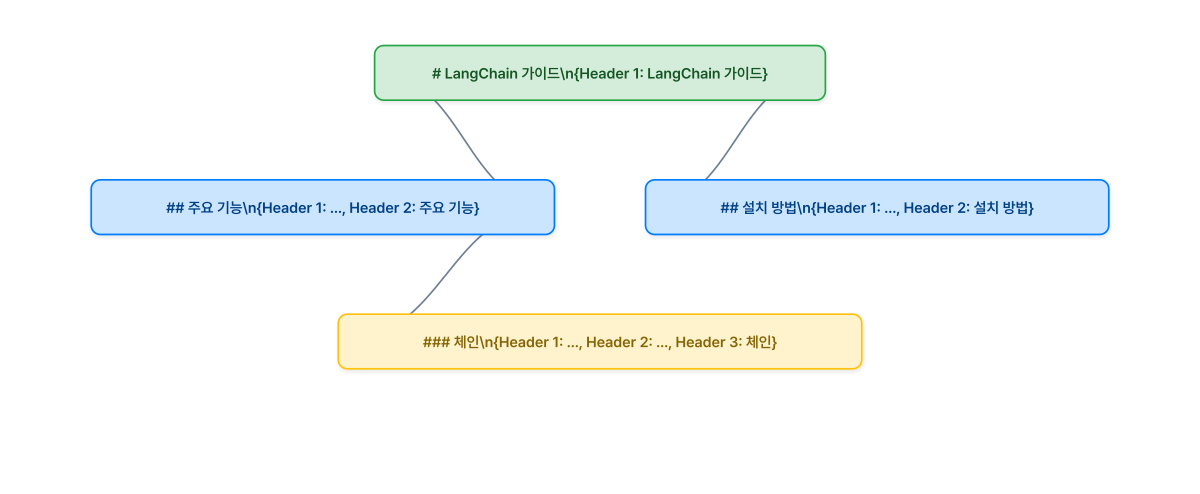 # LangChain 가이드\n{Header 1: LangChain 가이드}
## 주요 기능\n{Header 1: ..., Header 2: 주요 기능}
## 설치 방법\n{Header 1: ..., Header 2: 설치 방법}
### 체인\n{Header 1: ..., Header 2: ..., Header 3: 체인}